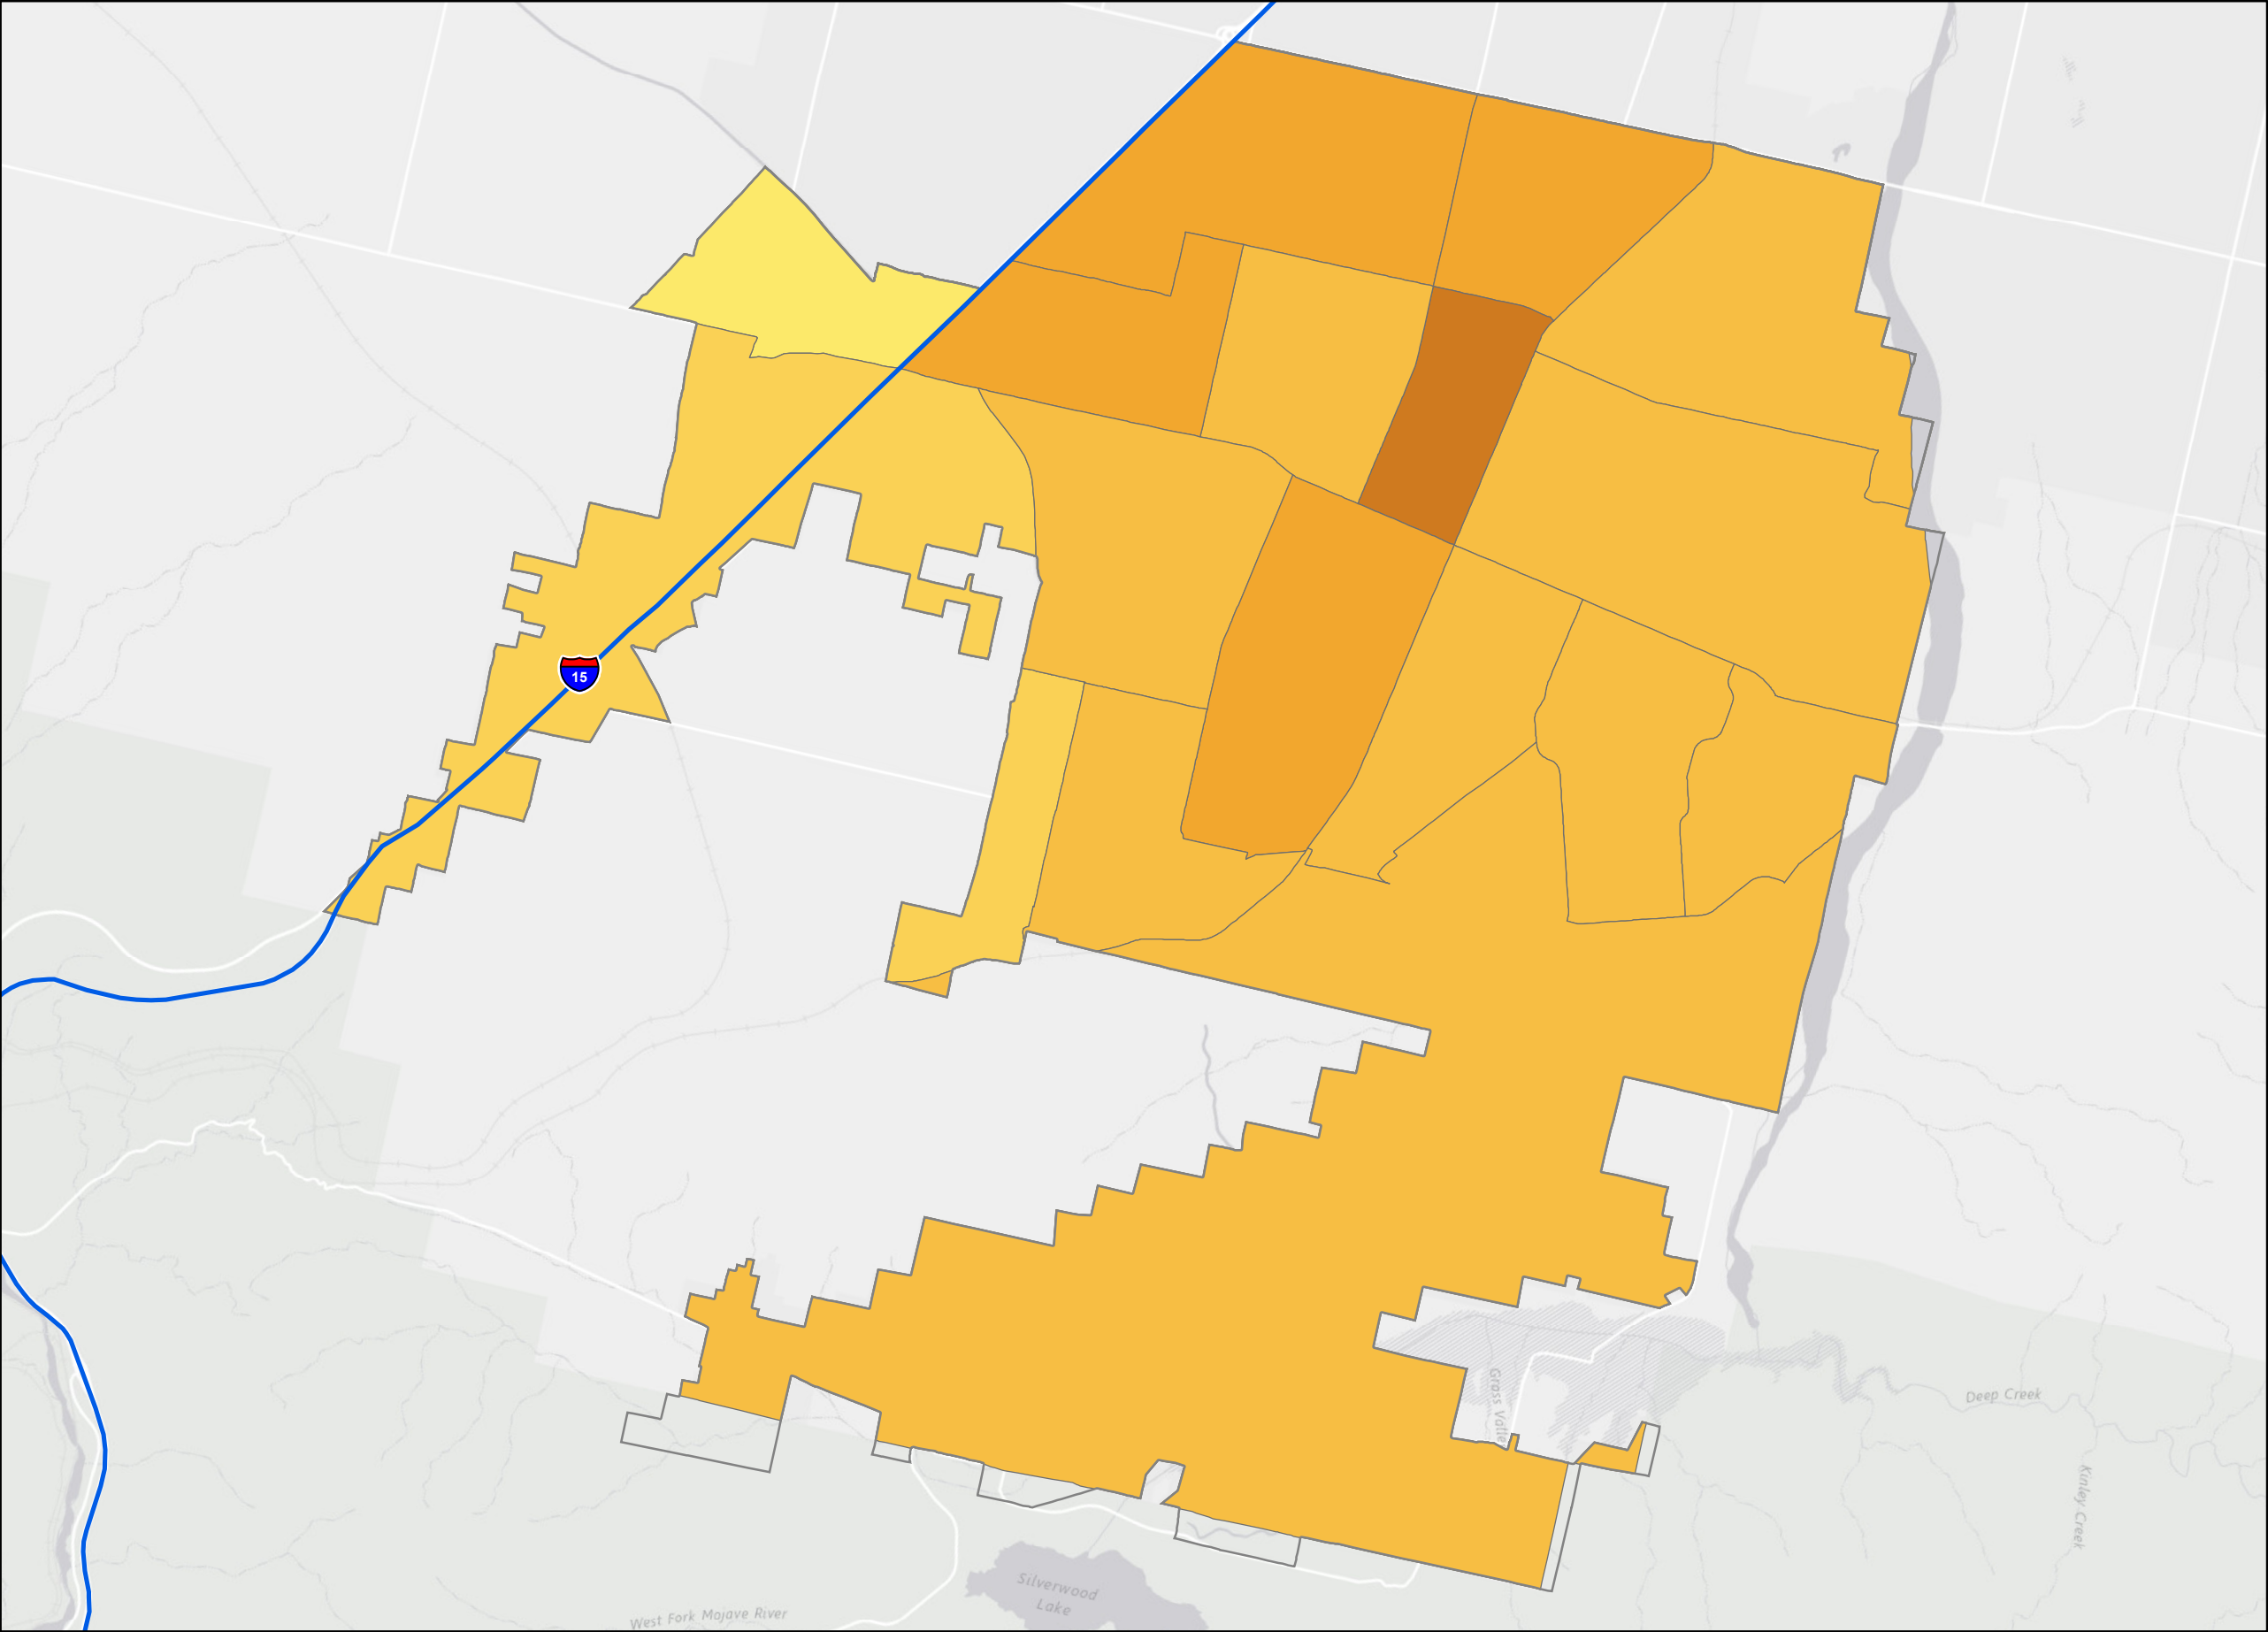 15
Grass Valle
Deep Creek
Kinley Creek
Silverwood
Lake
West Fork Mojave River